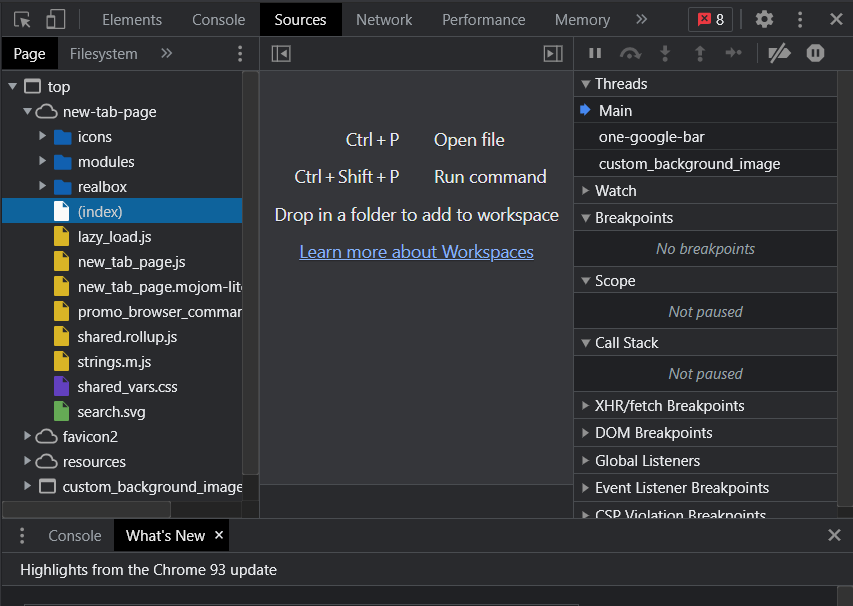 Elements Console Sources Network Performance Memory 8
Page Filesystem
top
new-tab-page
icons
modules
realbox
(index)
lazy_load.js
new_tab_page.js
new_tab_page.mojom-lite
promo_browser_comman
shared.rollup.js
strings.m.js
shared_vars.css
search.svg
favicon2
resources
custom_background_image
Ctrl + P Open file
Ctrl + Shift + P Run command
Drop in a folder to add to workspace
Learn more about Workspaces
Threads
Main
one-google-bar
custom_background_image
Watch
Breakpoints
No breakpoints
Scope
Not paused
Call Stack
Not paused
XHR/fetch Breakpoints
DOM Breakpoints
Global Listeners
Event Listener Breakpoints
CSP Violation Breakpoints
Console What's New
Highlights from the Chrome 93 update